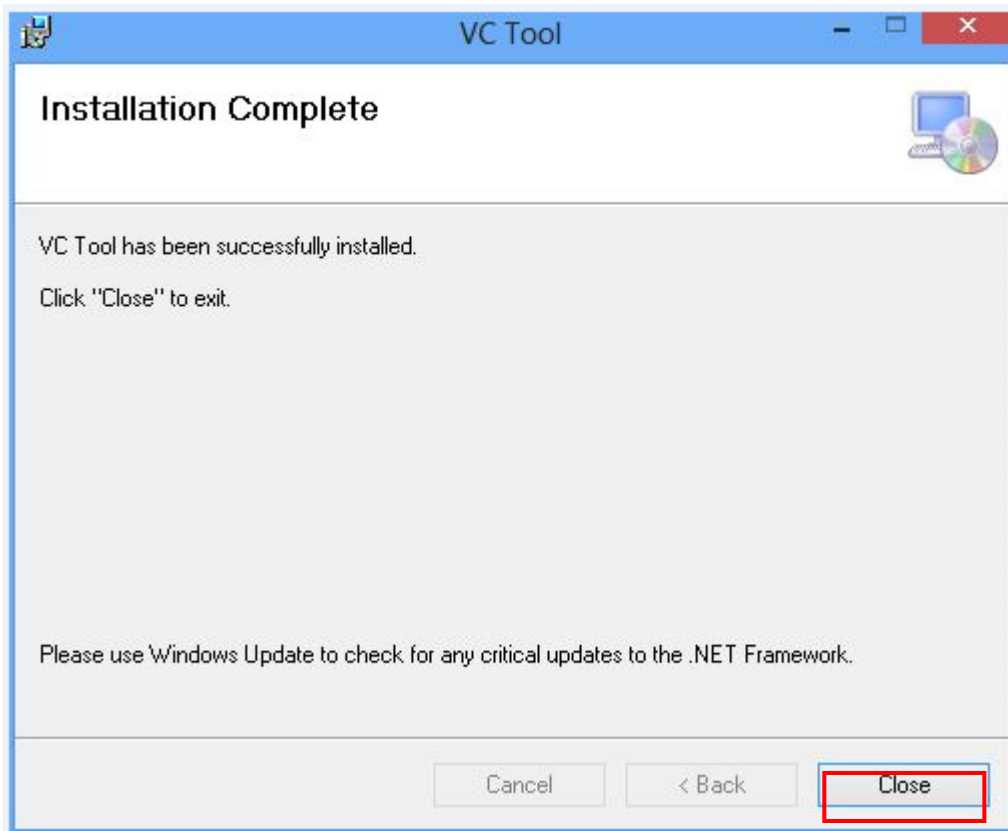 VC Tool
Installation Complete
VC Tool has been successfully installed.
Click "Close" to exit.
Please use Windows Update to check for any critical updates to the .NET Framework.
Cancel
< Back
Close